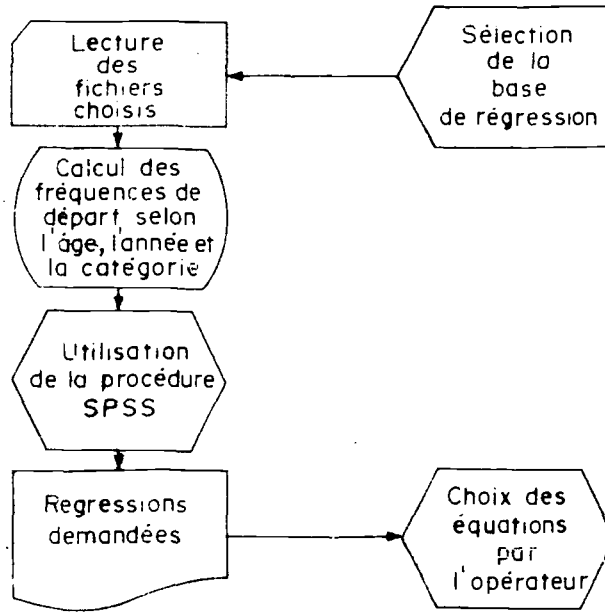 Lecture
des
fichiers
choisis
Sélection
de la
base
de régression
Calcul des
fréquences de
départ selon
l'âge, l'année et
la catégorie
Utilisation
de la procédure
SPSS
Regressions
demandées
Choix des
équations
par
l'opérateur